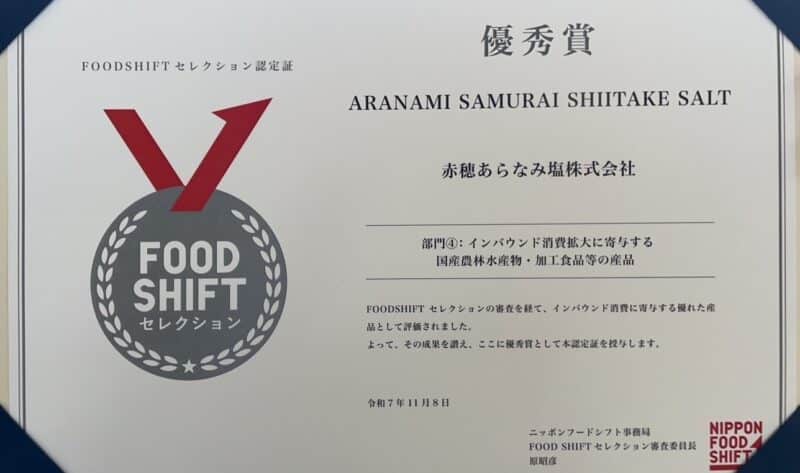 FOODSHIFT セレクション認定証
FOOD
SHIFT
セレクション
優秀賞
ARANAMI SAMURAI SHIITAKE SALT
赤穂あらなみ塩株式会社
部門④：インバウンド消費拡大に寄与する
国産農林水産物・加工食品等の産品
FOODSHIFT セレクションの審査を経て、インバウンド消費に寄与する優れた産
品として評価されました。
よって、その成果を讃え、ここに優秀賞として本認定証を授与します。
令和7年11月8日
ニッポンフードシフト事務局
FOOD SHIFTセレクション審査委員長
原昭彦
NIPPON
FOOD
SHIFT